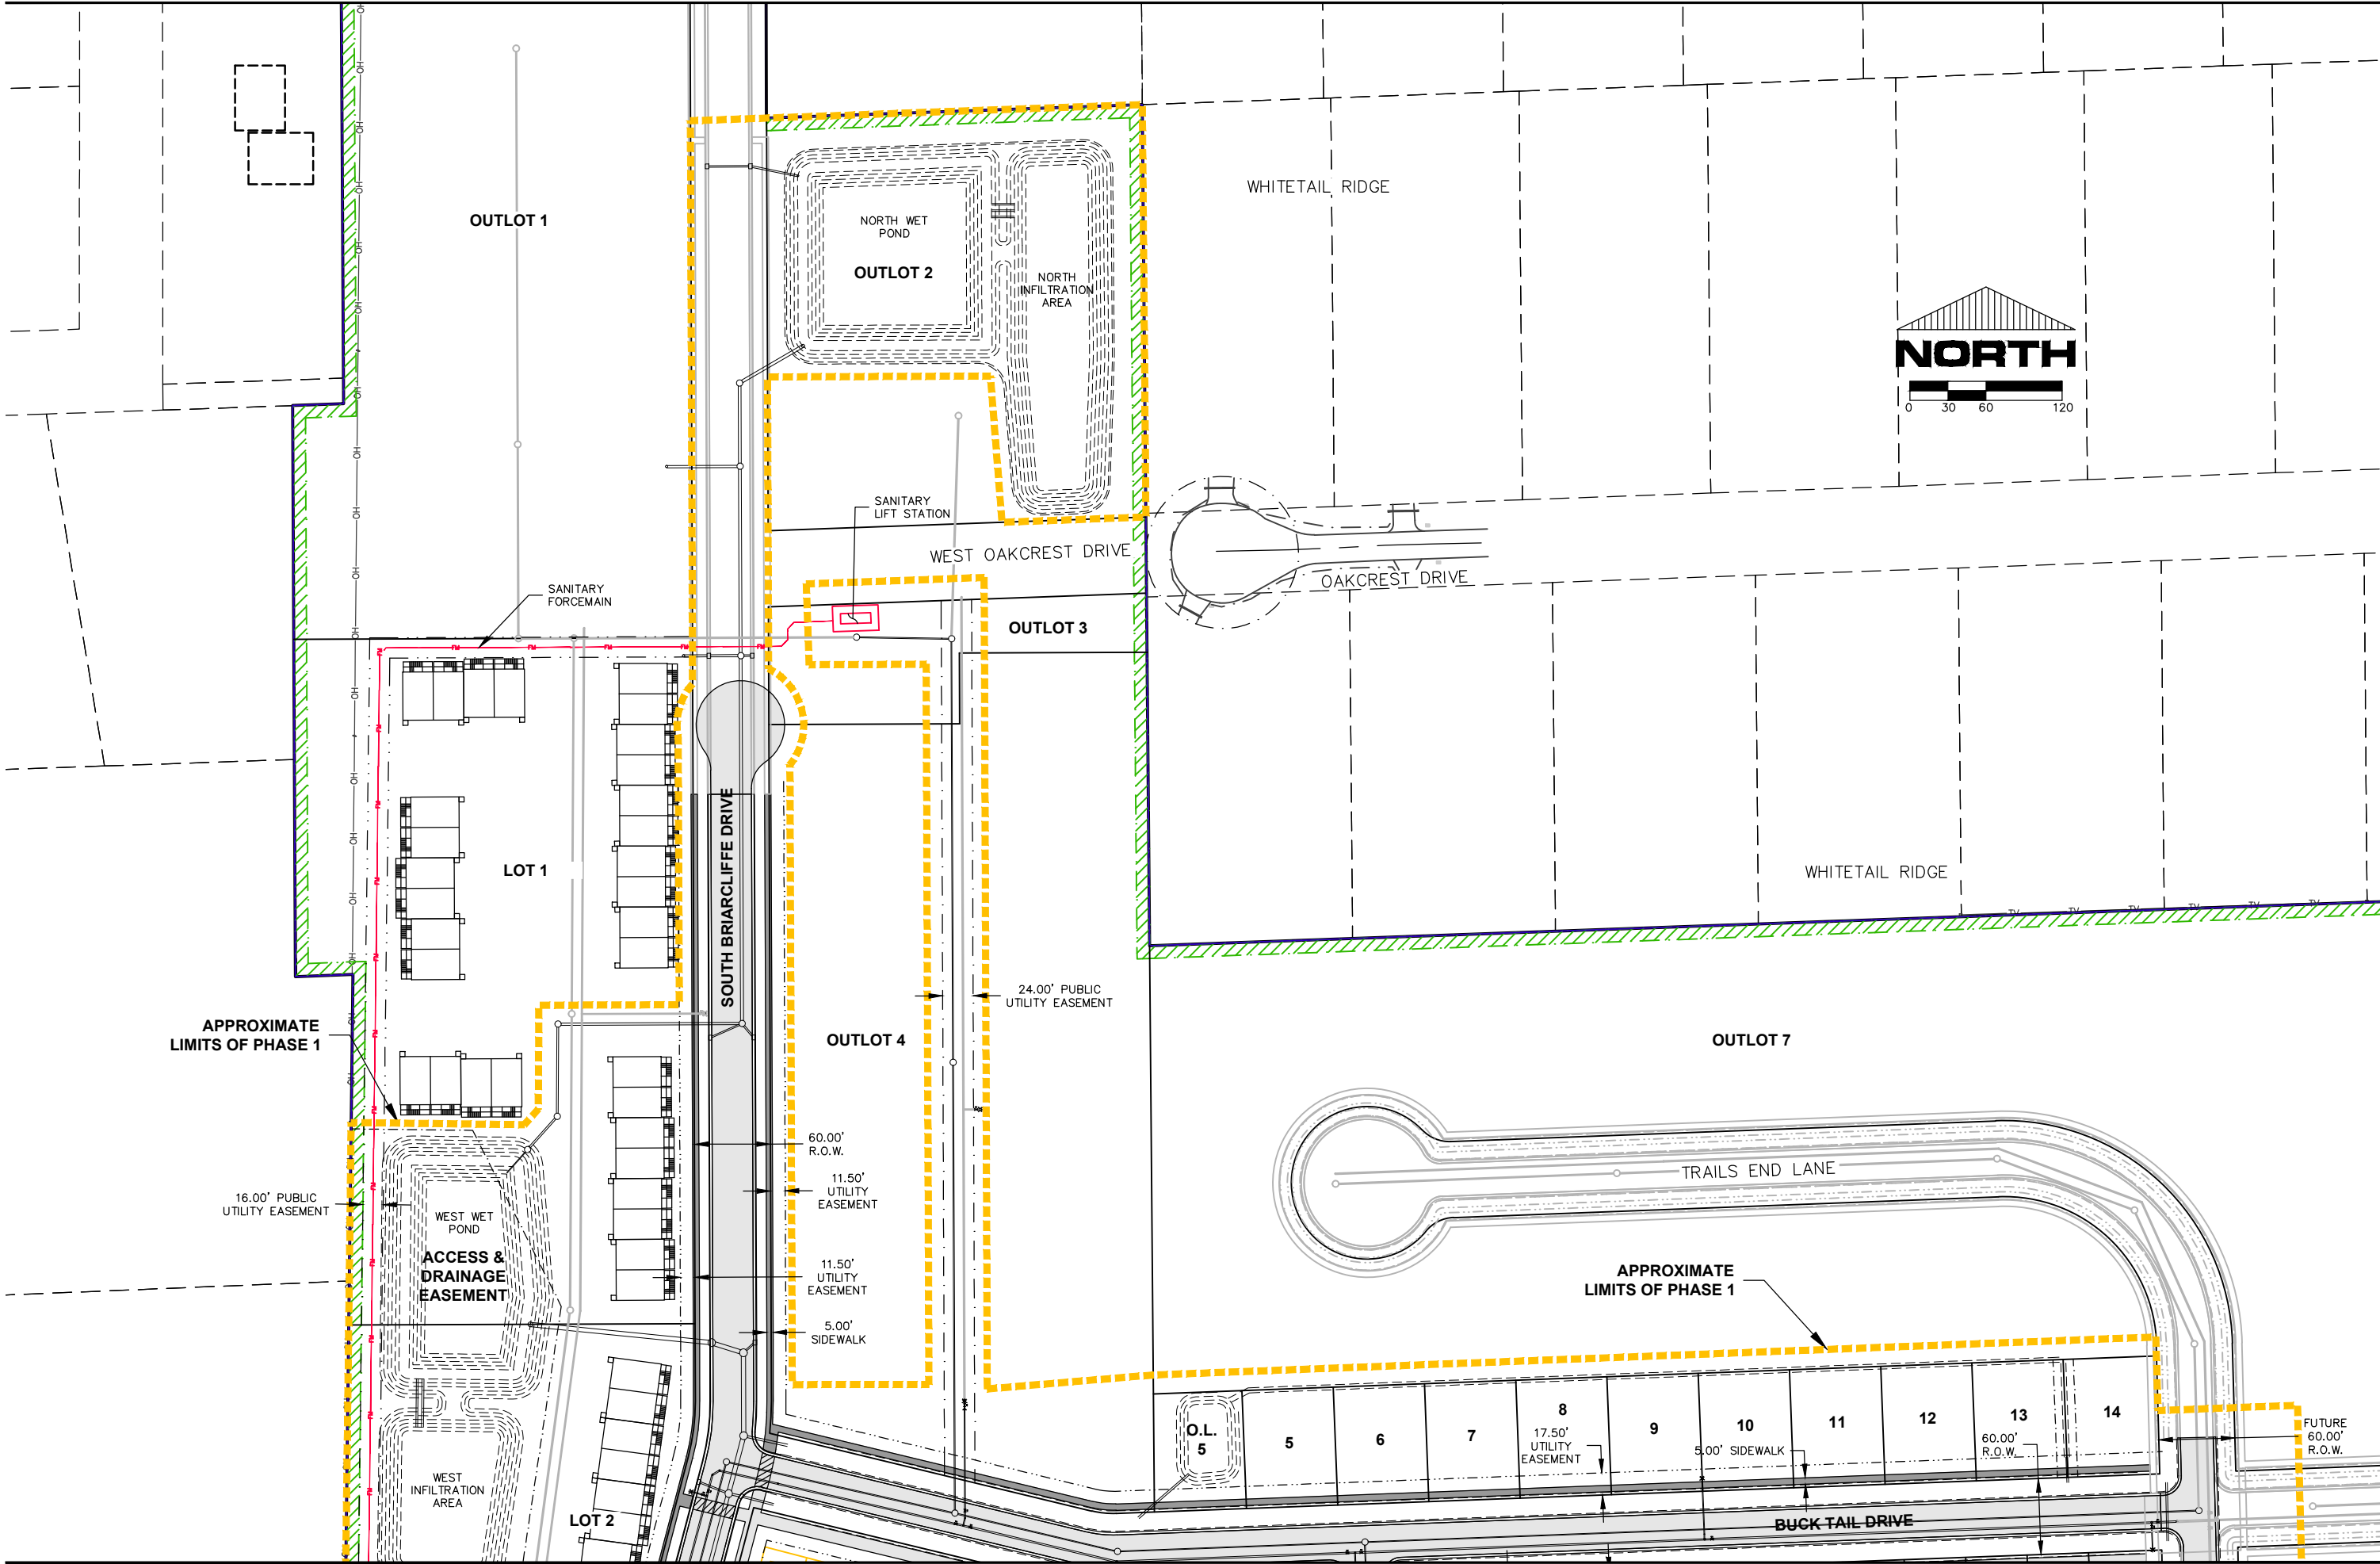 OUTLOT 1
NORTH WET
POND
OUTLOT 2
NORTH
INFILTRATION
AREA
WHITETAIL RIDGE
NORTH
0 30 60 120
SANITARY
LIFT STATION
WEST OAKCREST DRIVE
OAKCREST DRIVE
SANITARY
FORCEMAIN
OUTLOT 3
LOT 1
SOUTH BRIARCLIFFE DRIVE
WHITETAIL RIDGE
24.00' PUBLIC
UTILITY EASEMENT
APPROXIMATE
LIMITS OF PHASE 1
OUTLOT 4
OUTLOT 7
60.00'
R.O.W.
TRAILS END LANE
11.50'
UTILITY
EASEMENT
16.00' PUBLIC
UTILITY EASEMENT
WEST WET
POND
ACCESS &
DRAINAGE
EASEMENT
11.50'
UTILITY
EASEMENT
APPROXIMATE
LIMITS OF PHASE 1
5.00'
SIDEWALK
O.L.
5
5
6
7
8
9
10
11
12
13
14
17.50'
UTILITY
EASEMENT
5.00' SIDEWALK
60.00'
R.O.W.
FUTURE
60.00'
R.O.W.
WEST
INFILTRATION
AREA
LOT 2
BUCK TAIL DRIVE